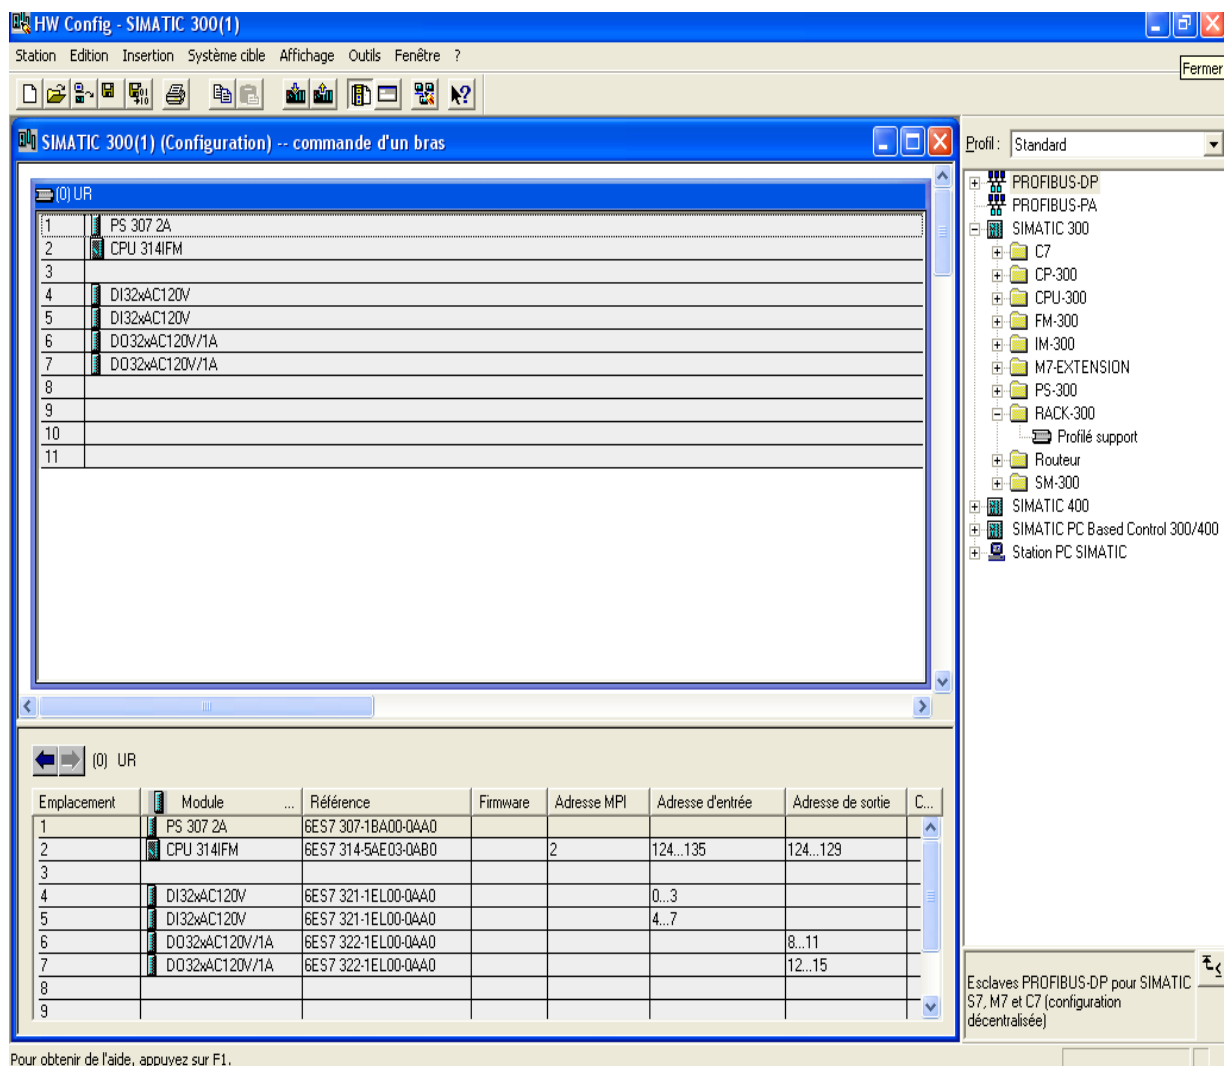 HW Config - SIMATIC 300(1)
Station Edition Insertion Système cible Affichage Outils Fenêtre ?
Fermer
SIMATIC 300(1) (Configuration) -- commande d'un bras
(0) UR
1 PS 307 2A
2 CPU 314IFM
3
4 DI32xAC120V
5 DI32xAC120V
6 DO32xAC120V/1A
7 DO32xAC120V/1A
8
9
10
11
(0) UR
Emplacement Module ... Référence Firmware Adresse MPI Adresse d'entrée Adresse de sortie C...
1 PS 307 2A 6ES7 307-1BA00-0AA0
2 CPU 314IFM 6ES7 314-5AE03-0AB0 2 124...135 124...129
3
4 DI32xAC120V 6ES7 321-1EL00-0AA0 0...3
5 DI32xAC120V 6ES7 321-1EL00-0AA0 4...7
6 DO32xAC120V/1A 6ES7 322-1EL00-0AA0 8...11
7 DO32xAC120V/1A 6ES7 322-1EL00-0AA0 12...15
8
9
Profil : Standard
PROFIBUS-DP
PROFIBUS-PA
SIMATIC 300
C7
CP-300
CPU-300
FM-300
IM-300
M7-EXTENSION
PS-300
RACK-300
Profilé support
Routeur
SM-300
SIMATIC 400
SIMATIC PC Based Control 300/400
Station PC SIMATIC
Esclaves PROFIBUS-DP pour SIMATIC
S7, M7 et C7 (configuration
décentralisée)
Pour obtenir de l'aide, appuyez sur F1.